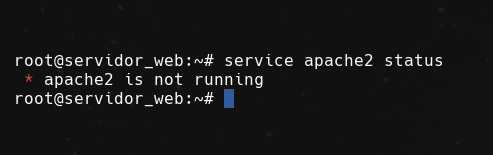 root@servidor_web:~# service apache2 status
 * apache2 is not running
root@servidor_web:~#